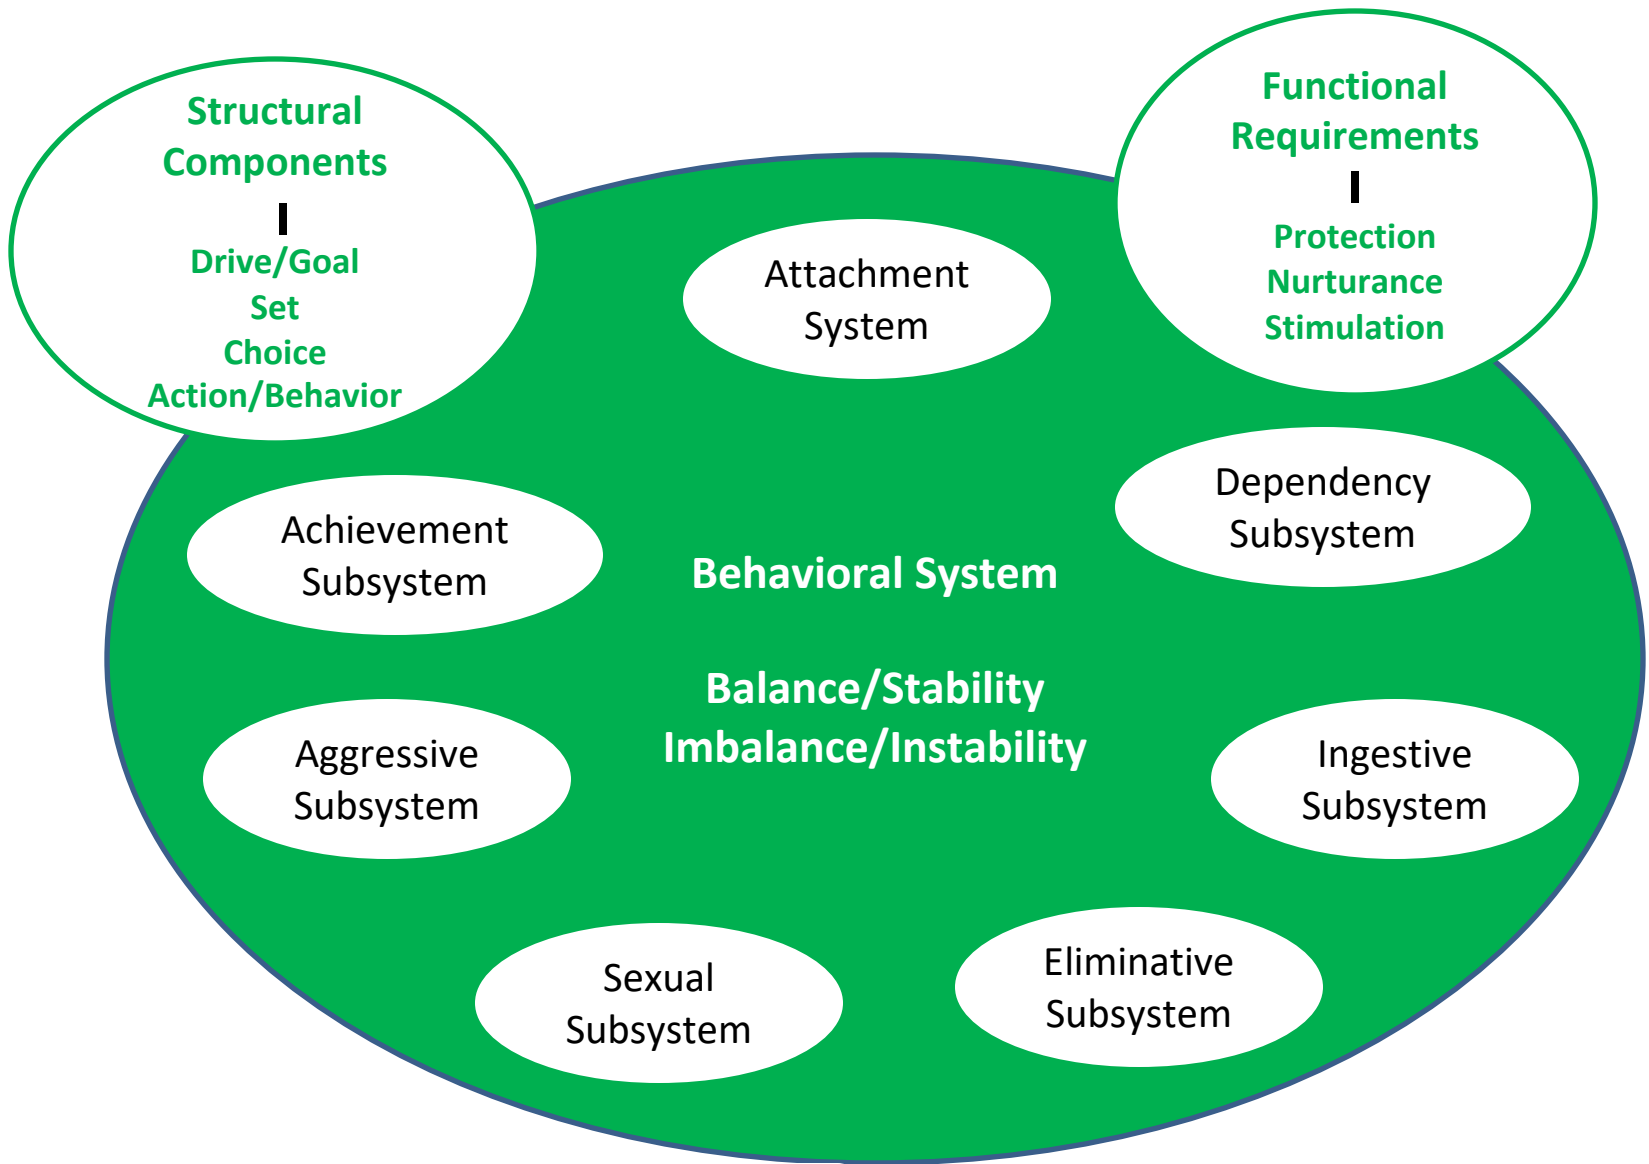 Structural
Components
Drive/Goal
Set
Choice
Action/Behavior
Functional
Requirements
Protection
Nurturance
Stimulation
Attachment
System
Dependency
Subsystem
Achievement
Subsystem
Behavioral System
Balance/Stability
Imbalance/Instability
Aggressive
Subsystem
Ingestive
Subsystem
Sexual
Subsystem
Eliminative
Subsystem